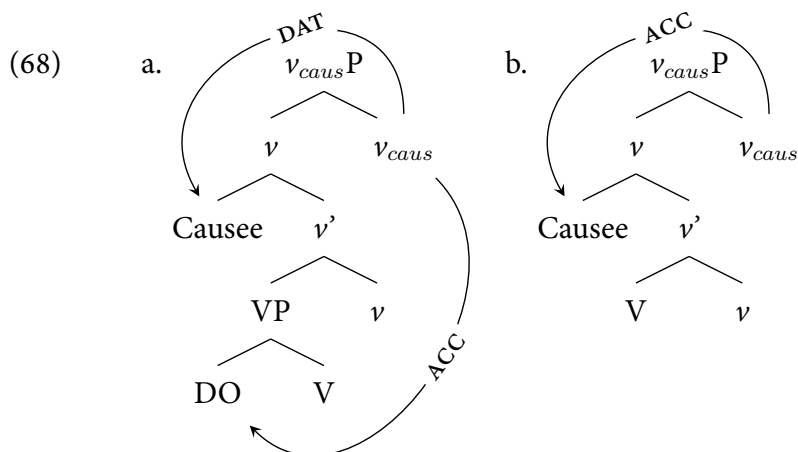 DAT ACC
(68) a. v_causP b. v_causP
v v_caus v v_caus
Causee v’ Causee v’
VP v V v
ACC
DO V